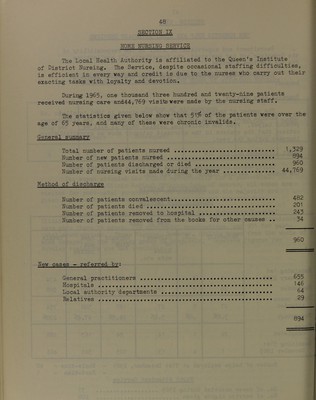 48
SECTION IX
HOME NURSING SERVICE
The Local Health Authority is affiliated to the Queen's Institute
of District Nursing. The Service, despite occasional staffing difficulties,
is efficient in every way and credit is due to the nurses who carry out their
exacting tasks with loyalty and devotion.
During 1969, one thousand three hundred and twenty-nine patients
received nursing care and 44,769 visits were made by the nursing staff.
The statistics given below show that of the patients were over the
age of 65 years, and many of these were chronic invalids.
General summary
Total number of patients nursed 1,329
Number of new patients nursed 894
Number of patients discharged or died 960
Number of nursing visits made during the year 44,769
Method of discharge
Number of patients convalescent 482
Number of patients died 201
Number of patients removed to hospital 243
Number of patients removed from the books for other causes .. 34
960
New cases - referred by:
General practitioners 655
Hospitals 146
Local authority departments 64
Relatives 29
894